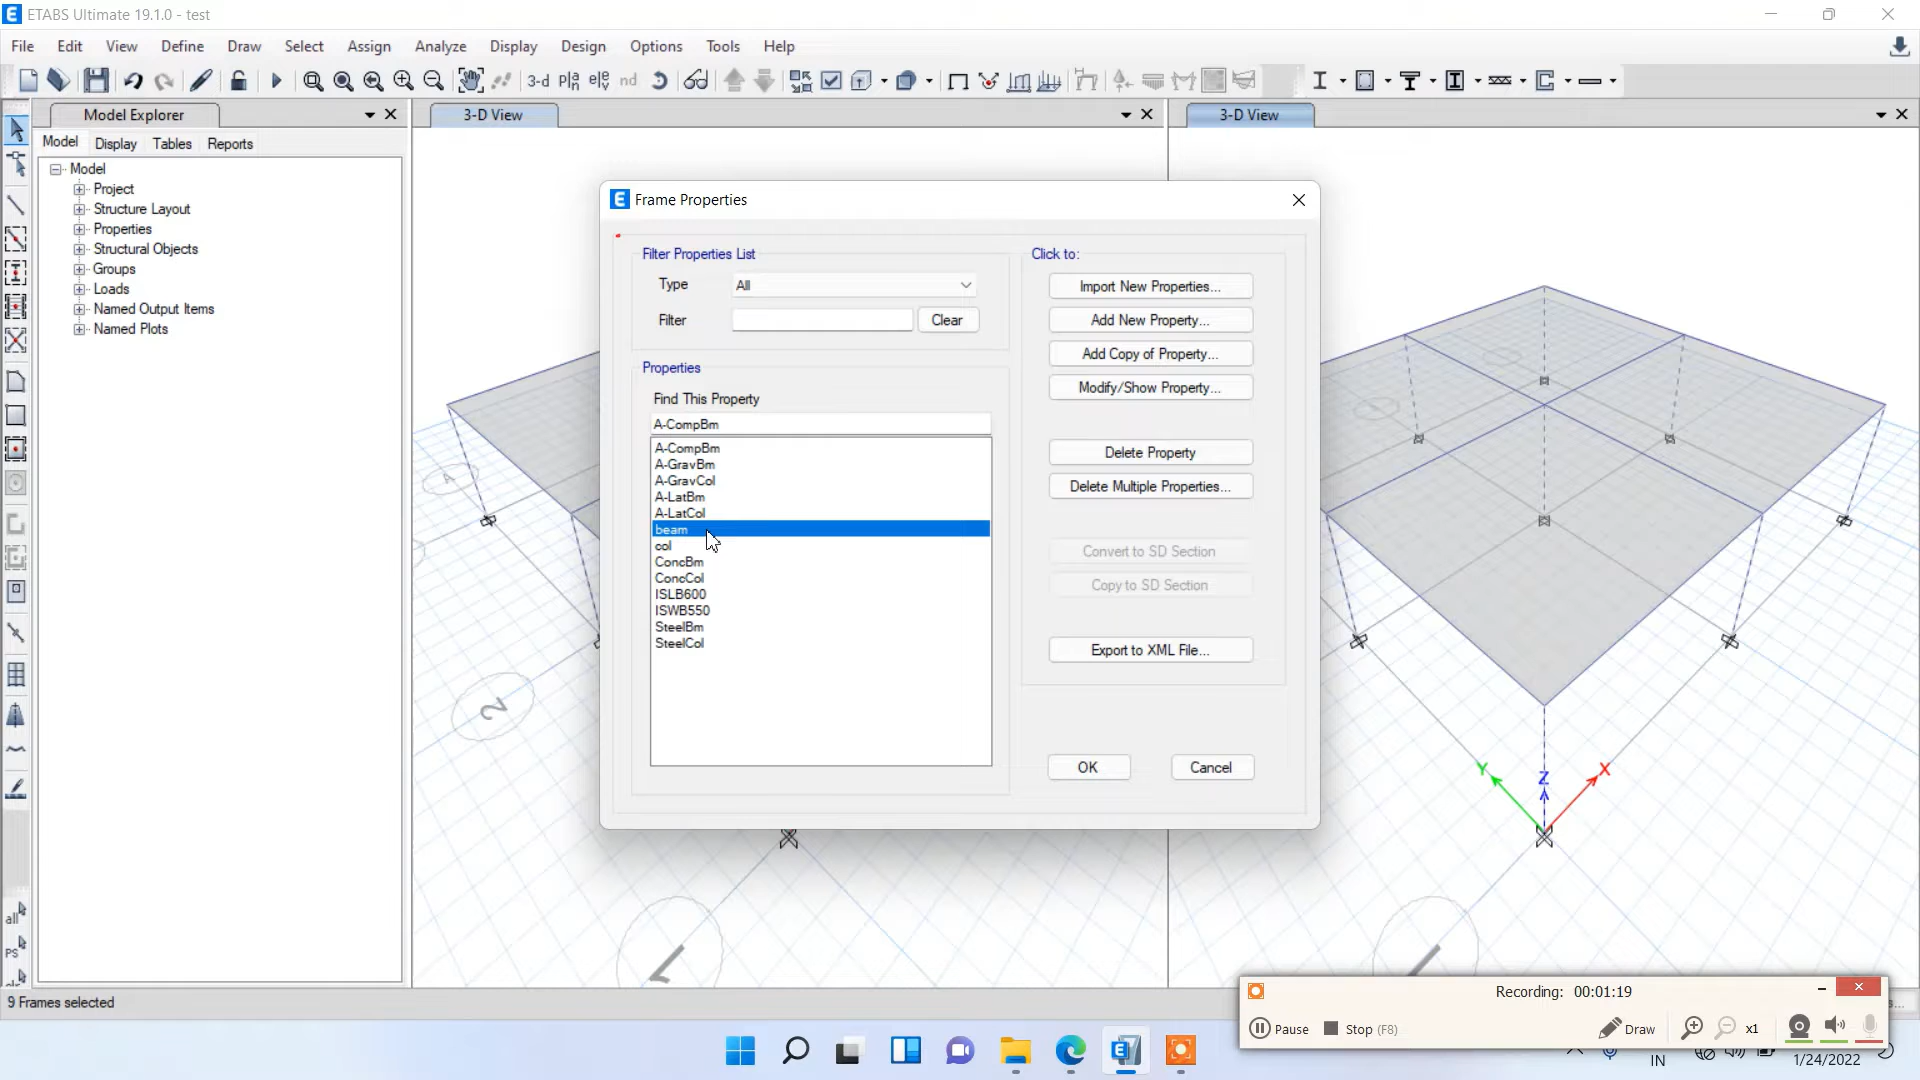 ETABS Ultimate 19.1.0 - test
File Edit View Define Draw Select Assign Analyze Display Design Options Tools Help
3-d
nd
Model Explorer
3-D View
3-D View
Model Display Tables Reports
Model
Project
Structure Layout
Properties
Structural Objects
Groups
Loads
Named Output Items
Named Plots
Frame Properties
Filter Properties List
Type
All
Filter
Clear
Properties
Find This Property
A-CompBm
A-CompBm
A-GravBm
A-GravCol
A-LatBm
A-LatCol
beam
col
ConcBm
ConcCol
ISLB600
ISWB550
SteelBm
SteelCol
Click to:
Import New Properties...
Add New Property...
Add Copy of Property...
Modify/Show Property...
Delete Property
Delete Multiple Properties...
Convert to SD Section
Copy to SD Section
Export to XML File...
OK
Cancel
2
Y
Z
X
all
PS
9 Frames selected
Recording: 00:01:19
Pause
Stop (F8)
Draw
x1
IN
1/24/2022